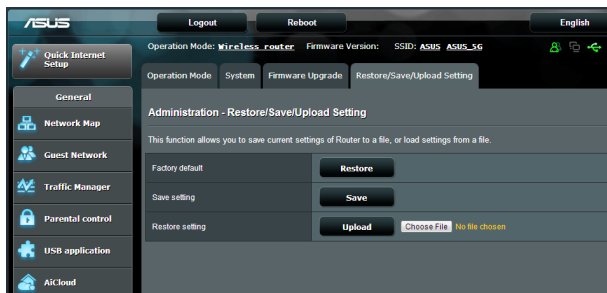 ASUS
Logout Reboot English
Quick Internet Setup
Operation Mode: Wireless router Firmware Version: SSID: ASUS ASUS_5G
Operation Mode System Firmware Upgrade Restore/Save/Upload Setting
General
Network Map
Guest Network
Traffic Manager
Parental control
USB application
AiCloud
Administration - Restore/Save/Upload Setting
This function allows you to save current settings of Router to a file, or load settings from a file.
Factory default Restore
Save setting Save
Restore setting Upload Choose File No file chosen